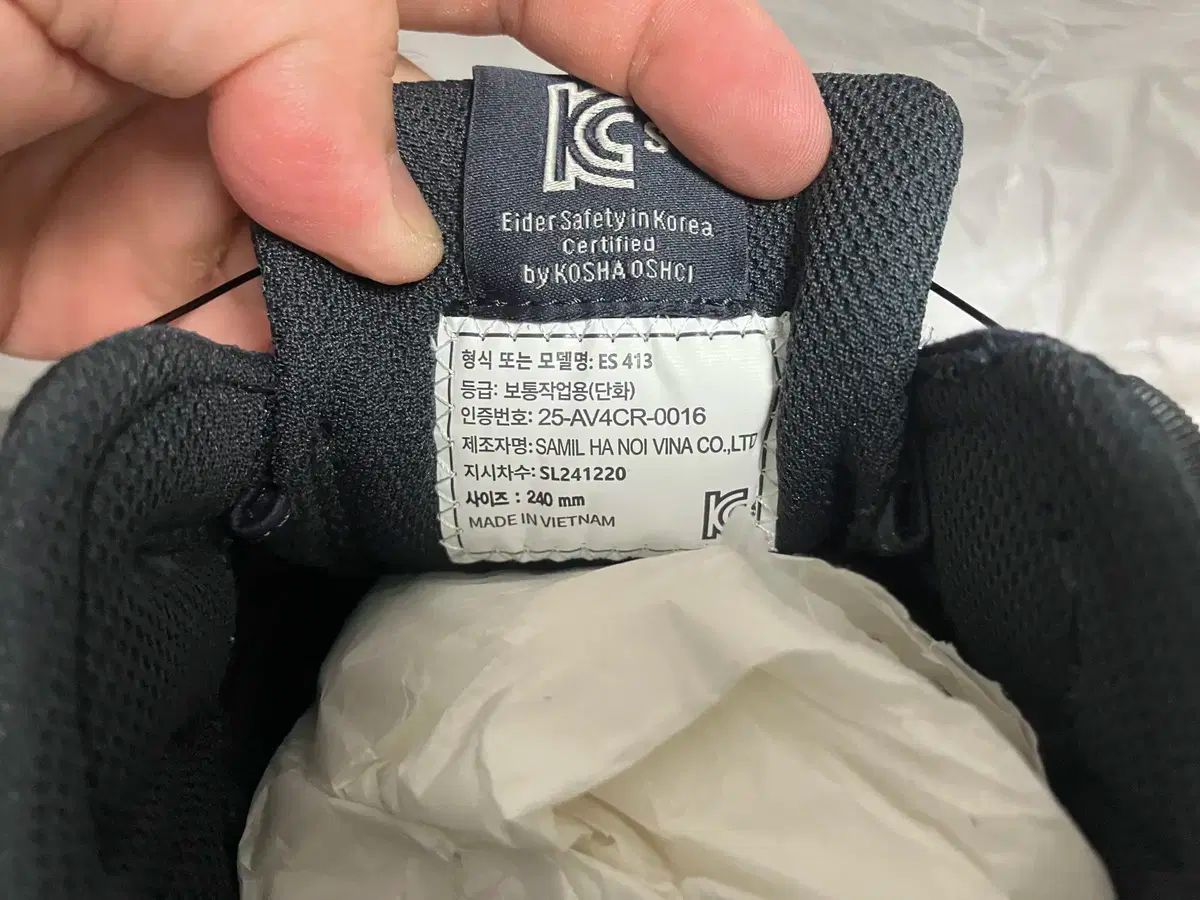 KC s
Eider Safety in Korea
Certified
by KOSHA OSHCI
형식 또는 모델명: ES 413
등급: 보통작업용(단화)
인증번호: 25-AV4CR-0016
제조자명: SAMIL HA NOI VINA CO.,LTD
지시차수: SL241220
사이즈 : 240 mm
MADE IN VIETNAM
KC s